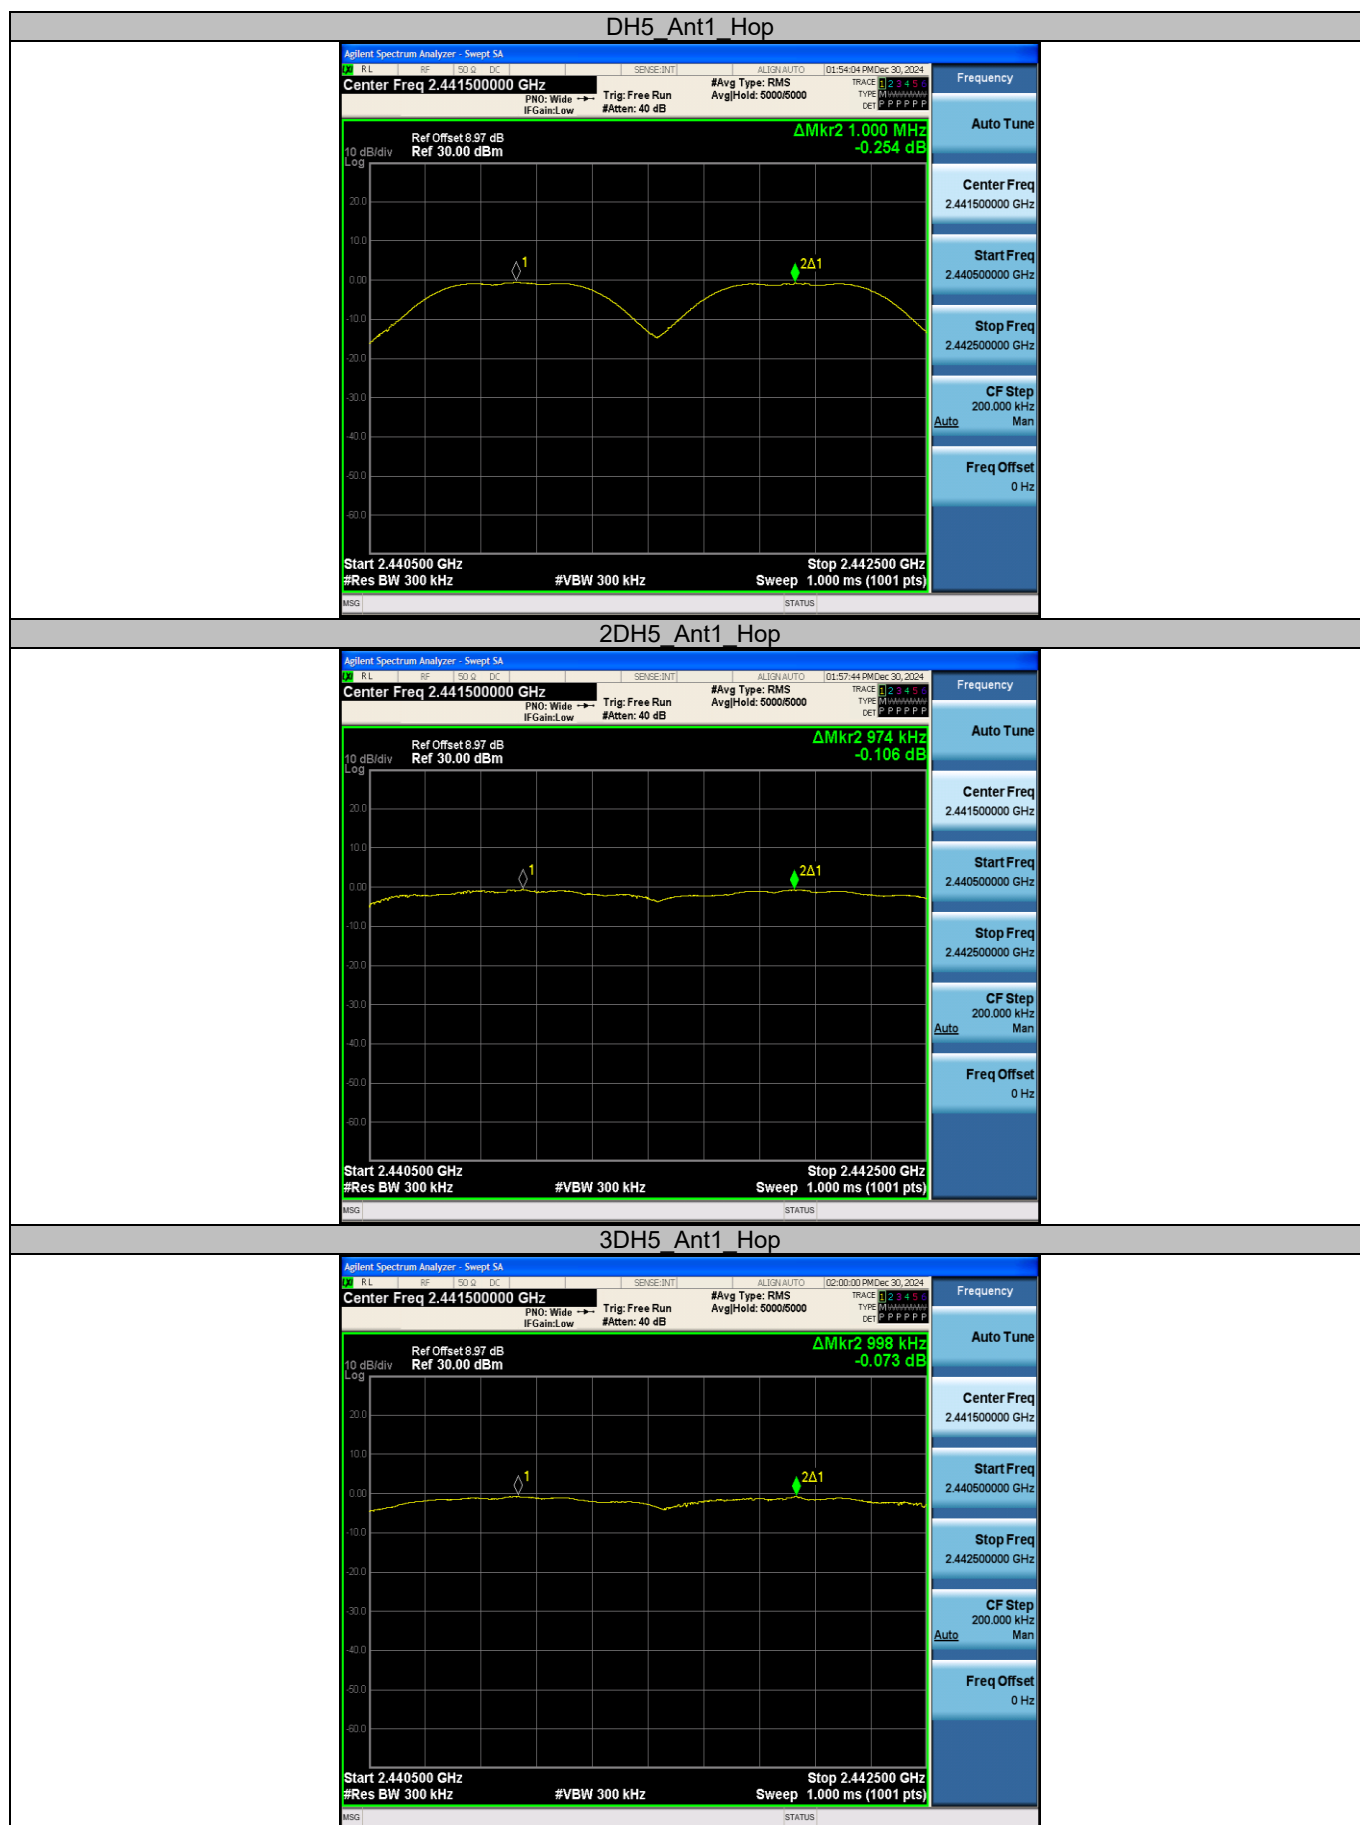 DH5_Ant1_Hop
Agilent Spectrum Analyzer - Swept SA
RL RF 50 Ω DC SENSE:INT ALIGN AUTO 01:54:04 PM Dec 30, 2024
Center Freq 2.441500000 GHz
PNO: Wide
IFGain:Low
Trig: Free Run
#Atten: 40 dB
#Avg Type: RMS
Avg|Hold: 5000/5000
TRACE 1 2 3 4 5 6
TYPE M WWWWW
DET P P P P P P
Ref Offset 8.97 dB
10 dB/div Ref 30.00 dBm
Log
ΔMkr2 1.000 MHz
-0.254 dB
20.0
10.0
0.00
-10.0
-20.0
-30.0
-40.0
-50.0
-60.0
1
2Δ1
Start 2.440500 GHz Stop 2.442500 GHz
#Res BW 300 kHz #VBW 300 kHz Sweep 1.000 ms (1001 pts)
MSG STATUS
Frequency
Auto Tune
Center Freq
2.441500000 GHz
Start Freq
2.440500000 GHz
Stop Freq
2.442500000 GHz
CF Step
200.000 kHz
Auto Man
Freq Offset
0 Hz
2DH5_Ant1_Hop
Agilent Spectrum Analyzer - Swept SA
RL RF 50 Ω DC SENSE:INT ALIGN AUTO 01:57:44 PM Dec 30, 2024
Center Freq 2.441500000 GHz
PNO: Wide
IFGain:Low
Trig: Free Run
#Atten: 40 dB
#Avg Type: RMS
Avg|Hold: 5000/5000
TRACE 1 2 3 4 5 6
TYPE M WWWWW
DET P P P P P P
Ref Offset 8.97 dB
10 dB/div Ref 30.00 dBm
Log
ΔMkr2 974 kHz
-0.106 dB
20.0
10.0
0.00
-10.0
-20.0
-30.0
-40.0
-50.0
-60.0
1
2Δ1
Start 2.440500 GHz Stop 2.442500 GHz
#Res BW 300 kHz #VBW 300 kHz Sweep 1.000 ms (1001 pts)
MSG STATUS
Frequency
Auto Tune
Center Freq
2.441500000 GHz
Start Freq
2.440500000 GHz
Stop Freq
2.442500000 GHz
CF Step
200.000 kHz
Auto Man
Freq Offset
0 Hz
3DH5_Ant1_Hop
Agilent Spectrum Analyzer - Swept SA
RL RF 50 Ω DC SENSE:INT ALIGN AUTO 02:00:00 PM Dec 30, 2024
Center Freq 2.441500000 GHz
PNO: Wide
IFGain:Low
Trig: Free Run
#Atten: 40 dB
#Avg Type: RMS
Avg|Hold: 5000/5000
TRACE 1 2 3 4 5 6
TYPE M WWWWW
DET P P P P P P
Ref Offset 8.97 dB
10 dB/div Ref 30.00 dBm
Log
ΔMkr2 998 kHz
-0.073 dB
20.0
10.0
0.00
-10.0
-20.0
-30.0
-40.0
-50.0
-60.0
1
2Δ1
Start 2.440500 GHz Stop 2.442500 GHz
#Res BW 300 kHz #VBW 300 kHz Sweep 1.000 ms (1001 pts)
MSG STATUS
Frequency
Auto Tune
Center Freq
2.441500000 GHz
Start Freq
2.440500000 GHz
Stop Freq
2.442500000 GHz
CF Step
200.000 kHz
Auto Man
Freq Offset
0 Hz